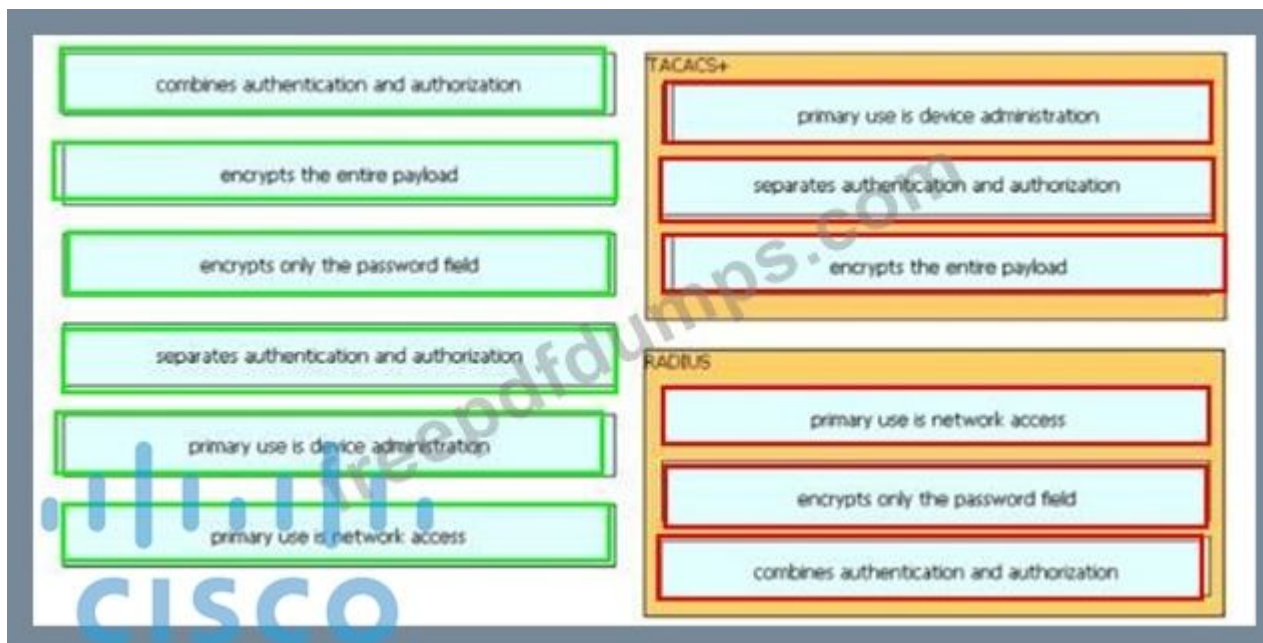 combines authentication and authorization
encrypts the entire payload
encrypts only the password field
separates authentication and authorization
primary use is device administration
primary use is network access
TACACS+
primary use is device administration
separates authentication and authorization
encrypts the entire payload
RADIUS
primary use is network access
encrypts only the password field
combines authentication and authorization
freepdfdumps.com
CISCO